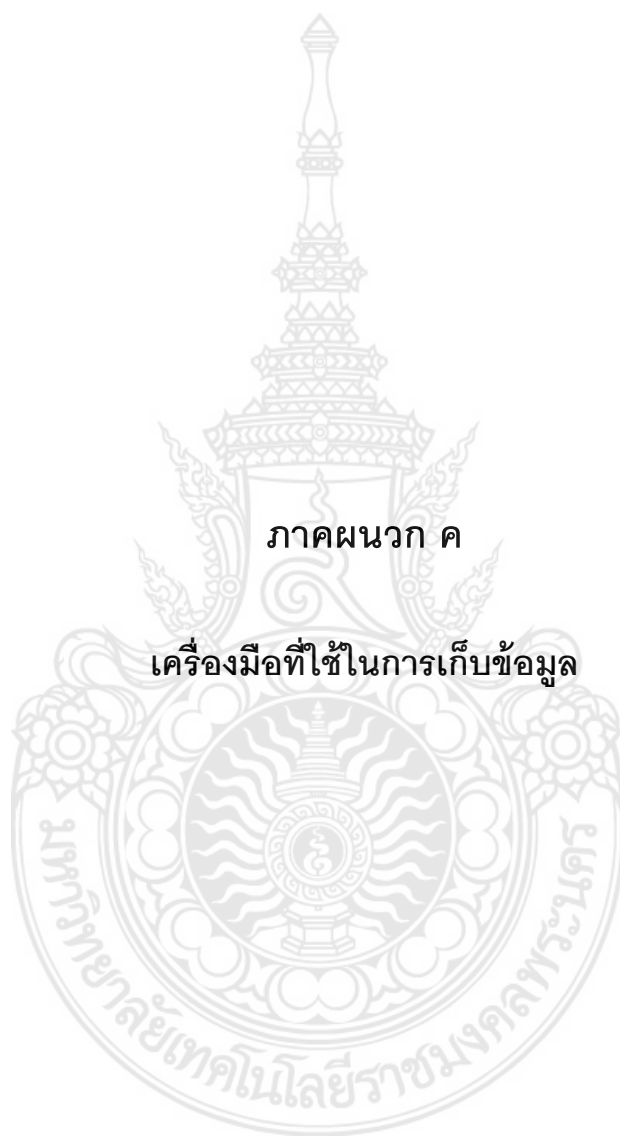 ภาคผนวก ค
เครื่องมือที่ใช้ในการเก็บข้อมูล
มหาวิทยาลัยเทคโนโลยีราชมงคลพระนคร